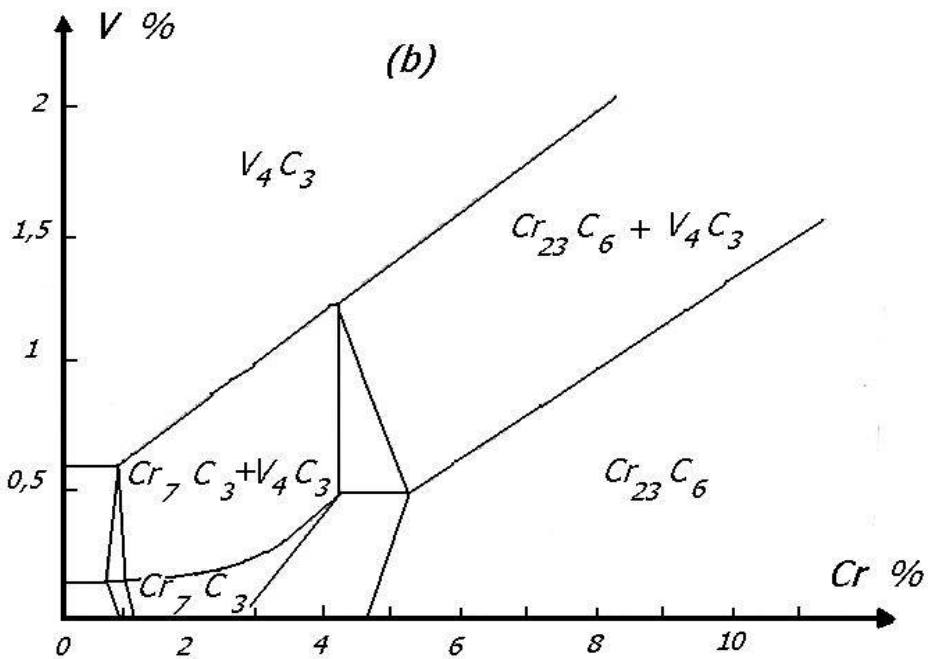 V %
(b)
2
V₄C₃
1,5
Cr₂₃C₆ + V₄C₃
1
Cr₇C₃+V₄C₃
0,5
Cr₂₃C₆
Cr₇C₃
Cr %
0 2 4 6 8 10